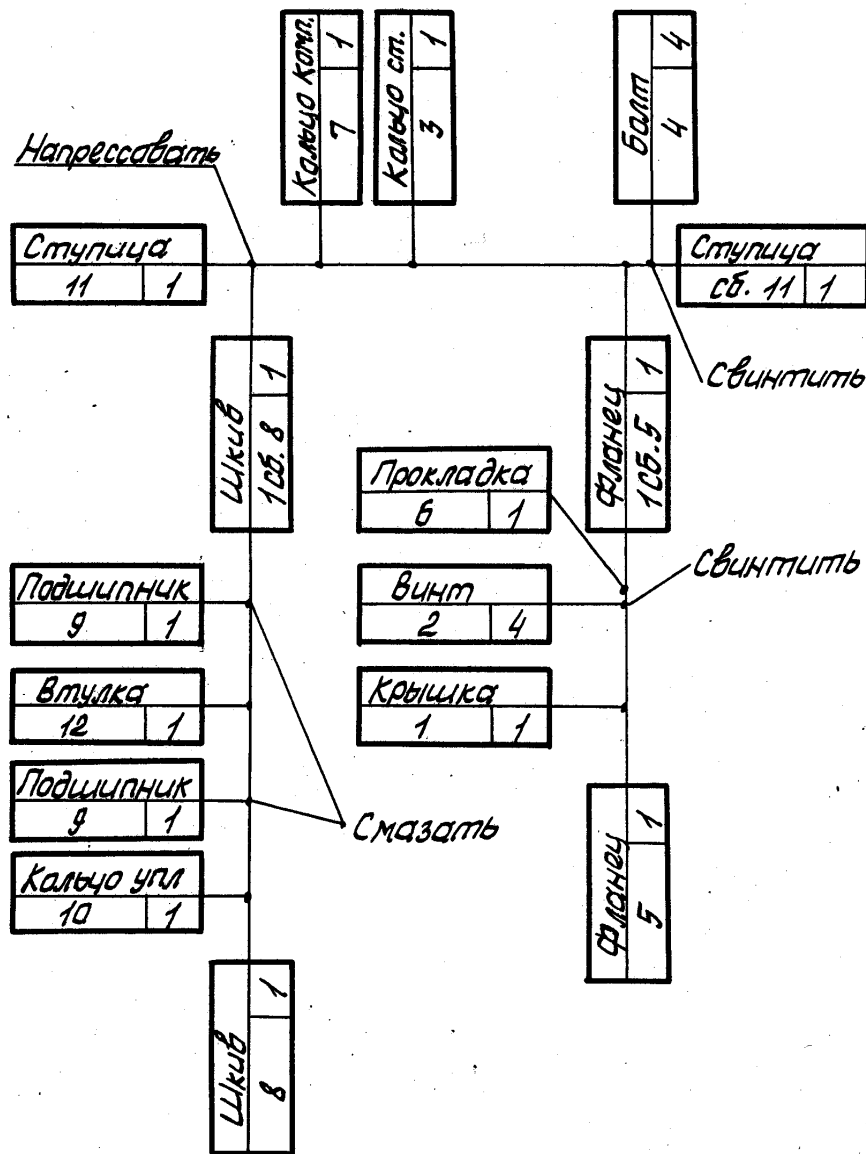 Кольцо комп. 1
7
Кольцо ст. 1
3
Болт 4
4
Напрессовать
Ступица
11 1
Ступица
сб. 11 1
Свинтить
Шкив 1
1сб. 8
Фланец 1
1сб. 5
Прокладка
6 1
Свинтить
Подшипник
9 1
Винт
2 4
Втулка
12 1
Крышка
1 1
Подшипник
9 1
Смазать
Кольцо упл
10 1
Фланец 1
5
Шкив 1
8